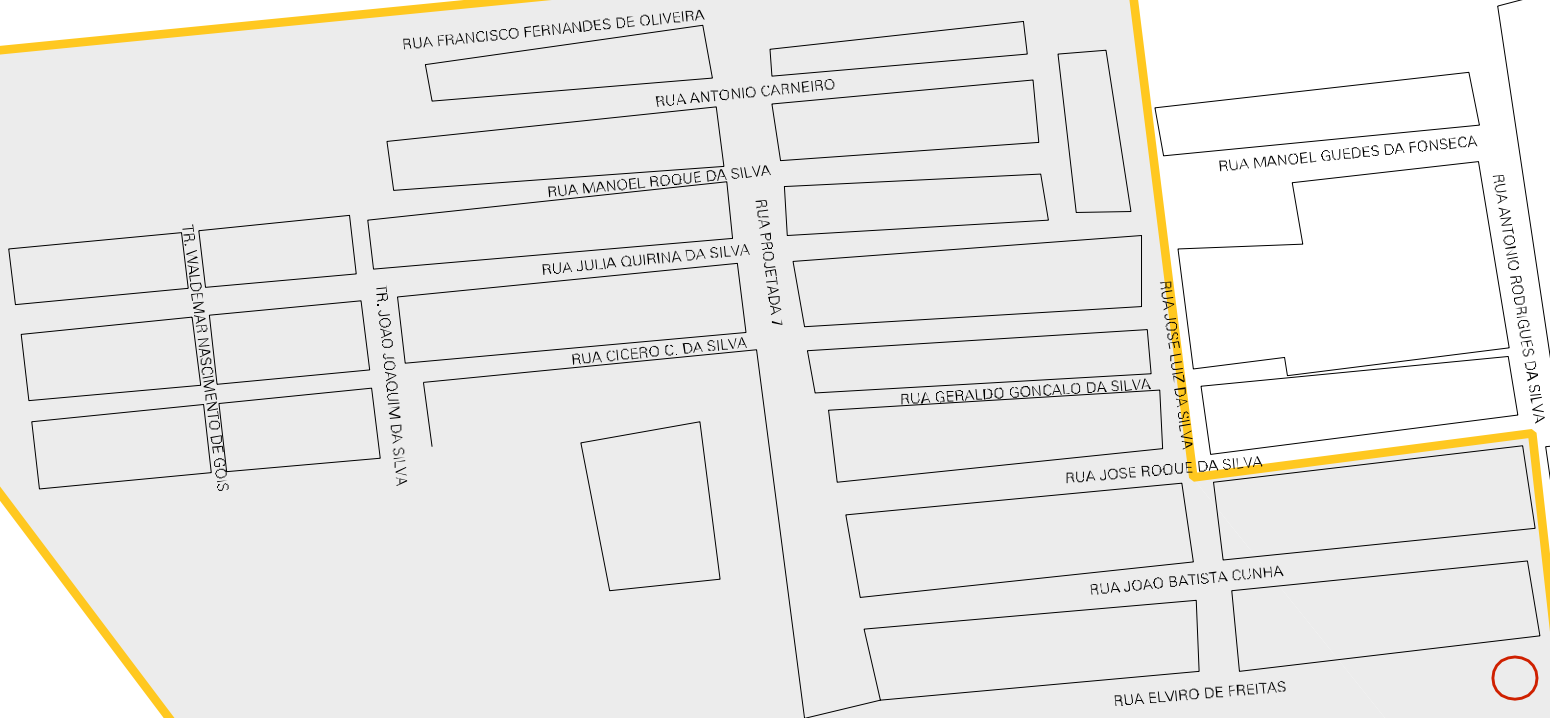 RUA FRANCISCO FERNANDES DE OLIVEIRA
RUA ANTONIO CARNEIRO
RUA MANOEL GUEDES DA FONSECA
RUA MANOEL ROQUE DA SILVA
RUA PROJETADA 7
RUA ANTONIO RODRIGUES DA SILVA
TR. WALDEMAR NASCIMENTO DE GOIS
RUA JULIA QUIRINA DA SILVA
TR. JOAO JOAQUIM DA SILVA
RUA JOSE LUIZ DA SILVA
RUA CICERO C. DA SILVA
RUA GERALDO GONCALO DA SILVA
RUA JOSE ROQUE DA SILVA
RUA JOAO BATISTA CUNHA
RUA ELVIRO DE FREITAS